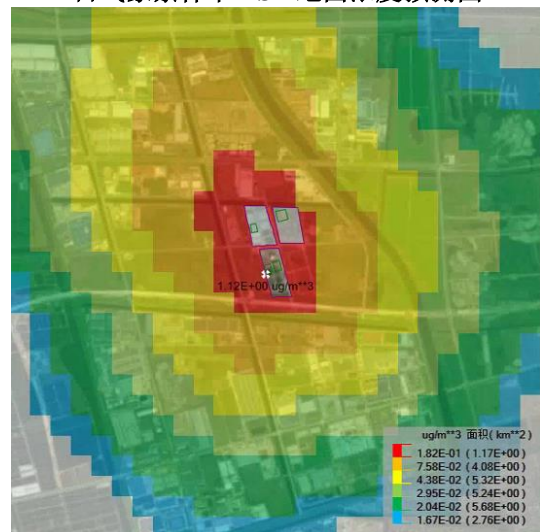 1.12E+00 ug/m**3
ug/m**3 面积( km**2 )
1.82E-01 ( 1.17E+00 )
7.58E-02 ( 4.08E+00 )
4.38E-02 ( 5.32E+00 )
2.95E-02 ( 5.24E+00 )
2.04E-02 ( 5.68E+00 )
1.67E-02 ( 2.76E+00 )